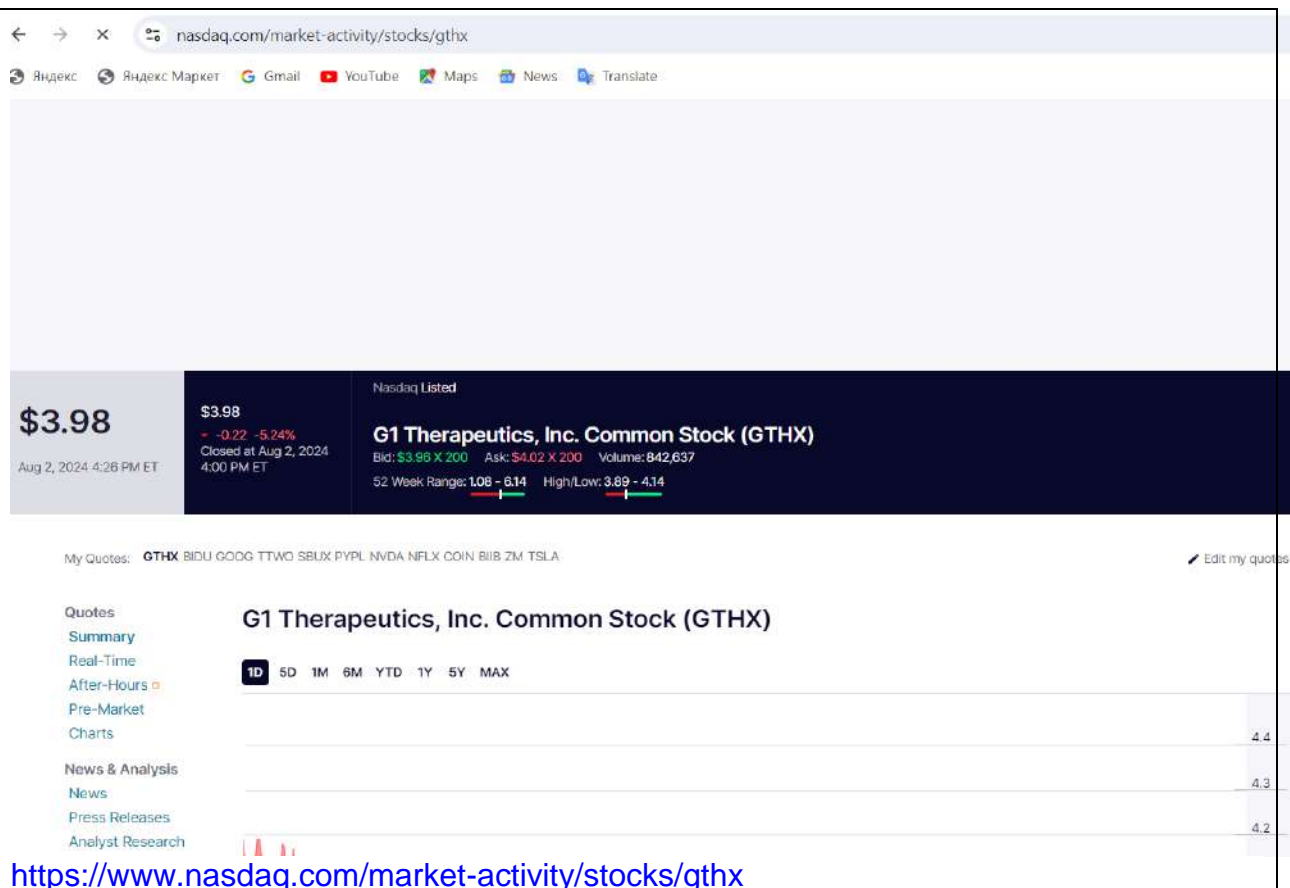 nasdaq.com/market-activity/stocks/gthx
Яндекс Яндекс Маркет Gmail YouTube Maps News Translate
Nasdaq Listed
$3.98
$3.98
-0.22 -5.24%
G1 Therapeutics, Inc. Common Stock (GTHX)
Closed at Aug 2, 2024
Bid: $3.96 X 200 Ask: $4.02 X 200 Volume: 842,637
Aug 2, 2024 4:26 PM ET
4:00 PM ET
52 Week Range: 1.08 - 6.14 High/Low: 3.89 - 4.14
My Quotes: GTHX BIDU GOOG TTWO SBUX PYPL NVDA NFLX COIN BIIB ZM TSLA
Edit my quotes
Quotes
G1 Therapeutics, Inc. Common Stock (GTHX)
Summary
Real-Time
1D 5D 1M 6M YTD 1Y 5Y MAX
After-Hours
Pre-Market
Charts
4.4
News & Analysis
4.3
News
Press Releases
4.2
Analyst Research
https://www.nasdaq.com/market-activity/stocks/gthx